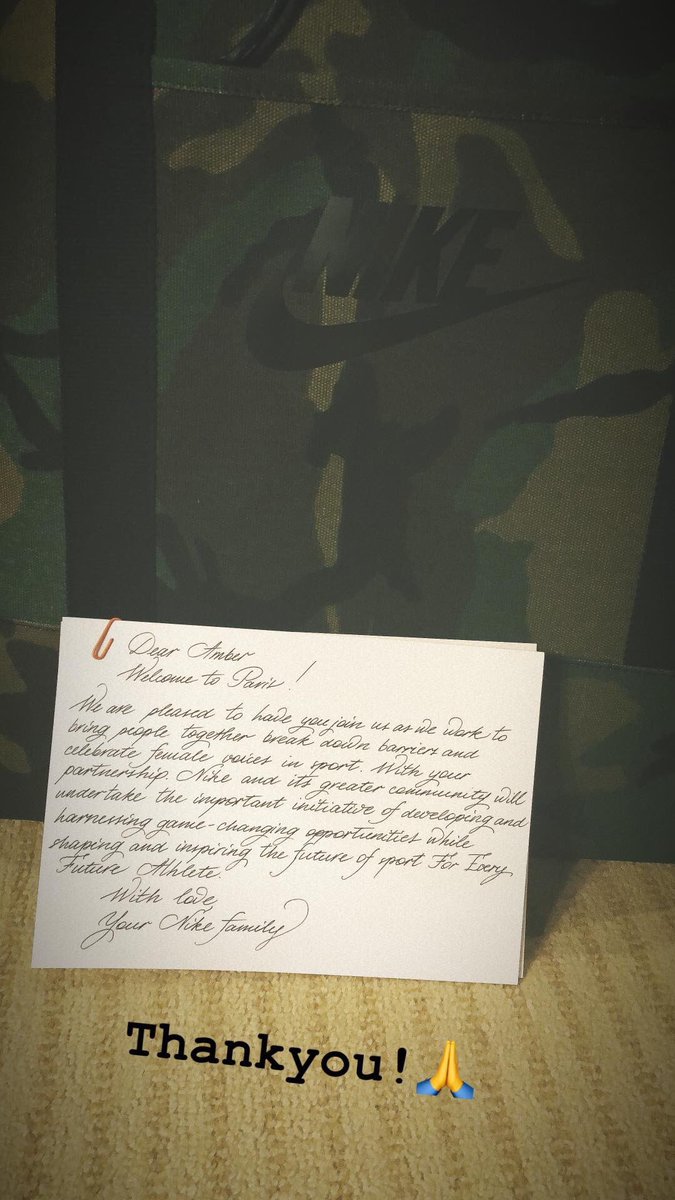 NIKE
Dear Amber
Welcome to Paris!
We are pleased to have you join us as we work to
bring people together break down barriers and
celebrate female voices in sport. With your
partnership, Nike and its greater community will
undertake the important initiative of developing and
harnessing game-changing opportunities while
shaping and inspiring the future of sport For Every
Future Athlete.
With love,
Your Nike family
Thankyou!🙏